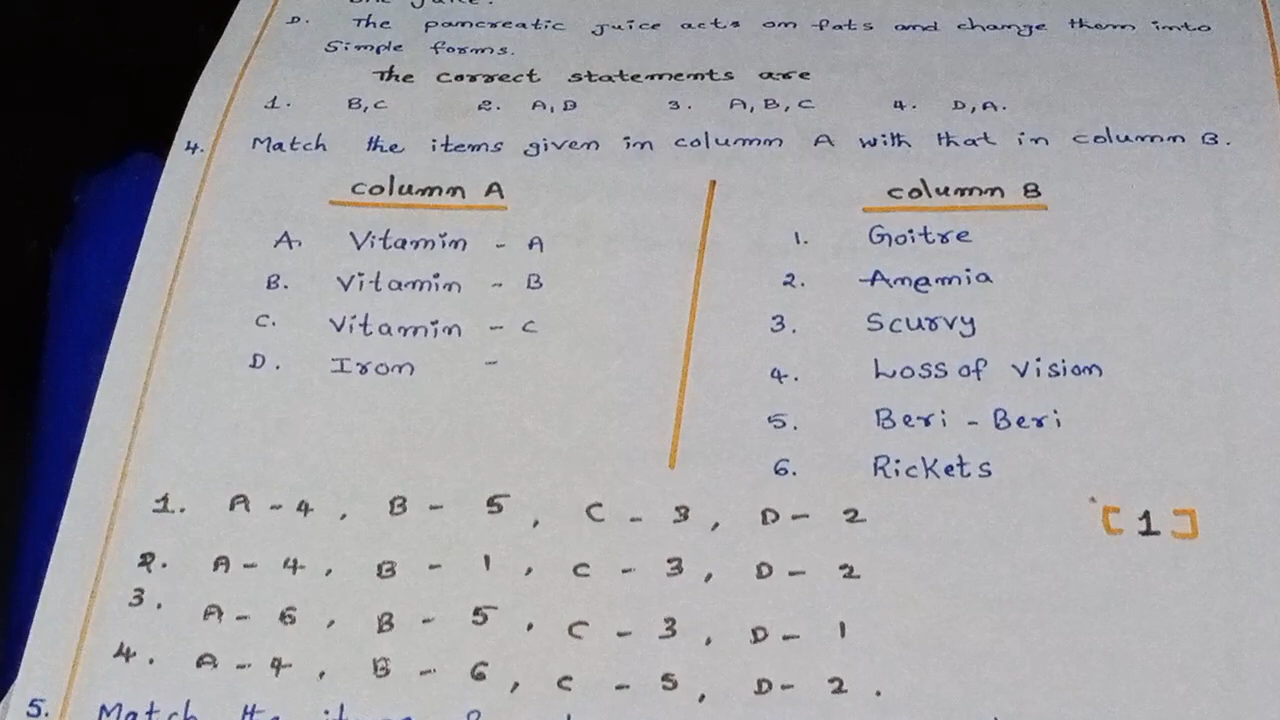 D. The pancreatic juice acts on fats and change them into
Simple forms.
The correct statements are
1. B,C 2. A,B 3. A,B,C 4. D,A.
4. Match the items given in column A with that in column B.
column A column B
A. Vitamin - A 1. Goitre
B. Vitamin - B 2. Anemia
C. Vitamin - C 3. Scurvy
D. Iron - 4. Loss of vision
5. Beri - Beri
6. Rickets
1. A - 4, B - 5, C - 3, D - 2 [1]
2. A - 4, B - 1, C - 3, D - 2
3. A - 6, B - 5, C - 3, D - 1
4. A - 4, B - 6, C - 5, D - 2.
5. Match the